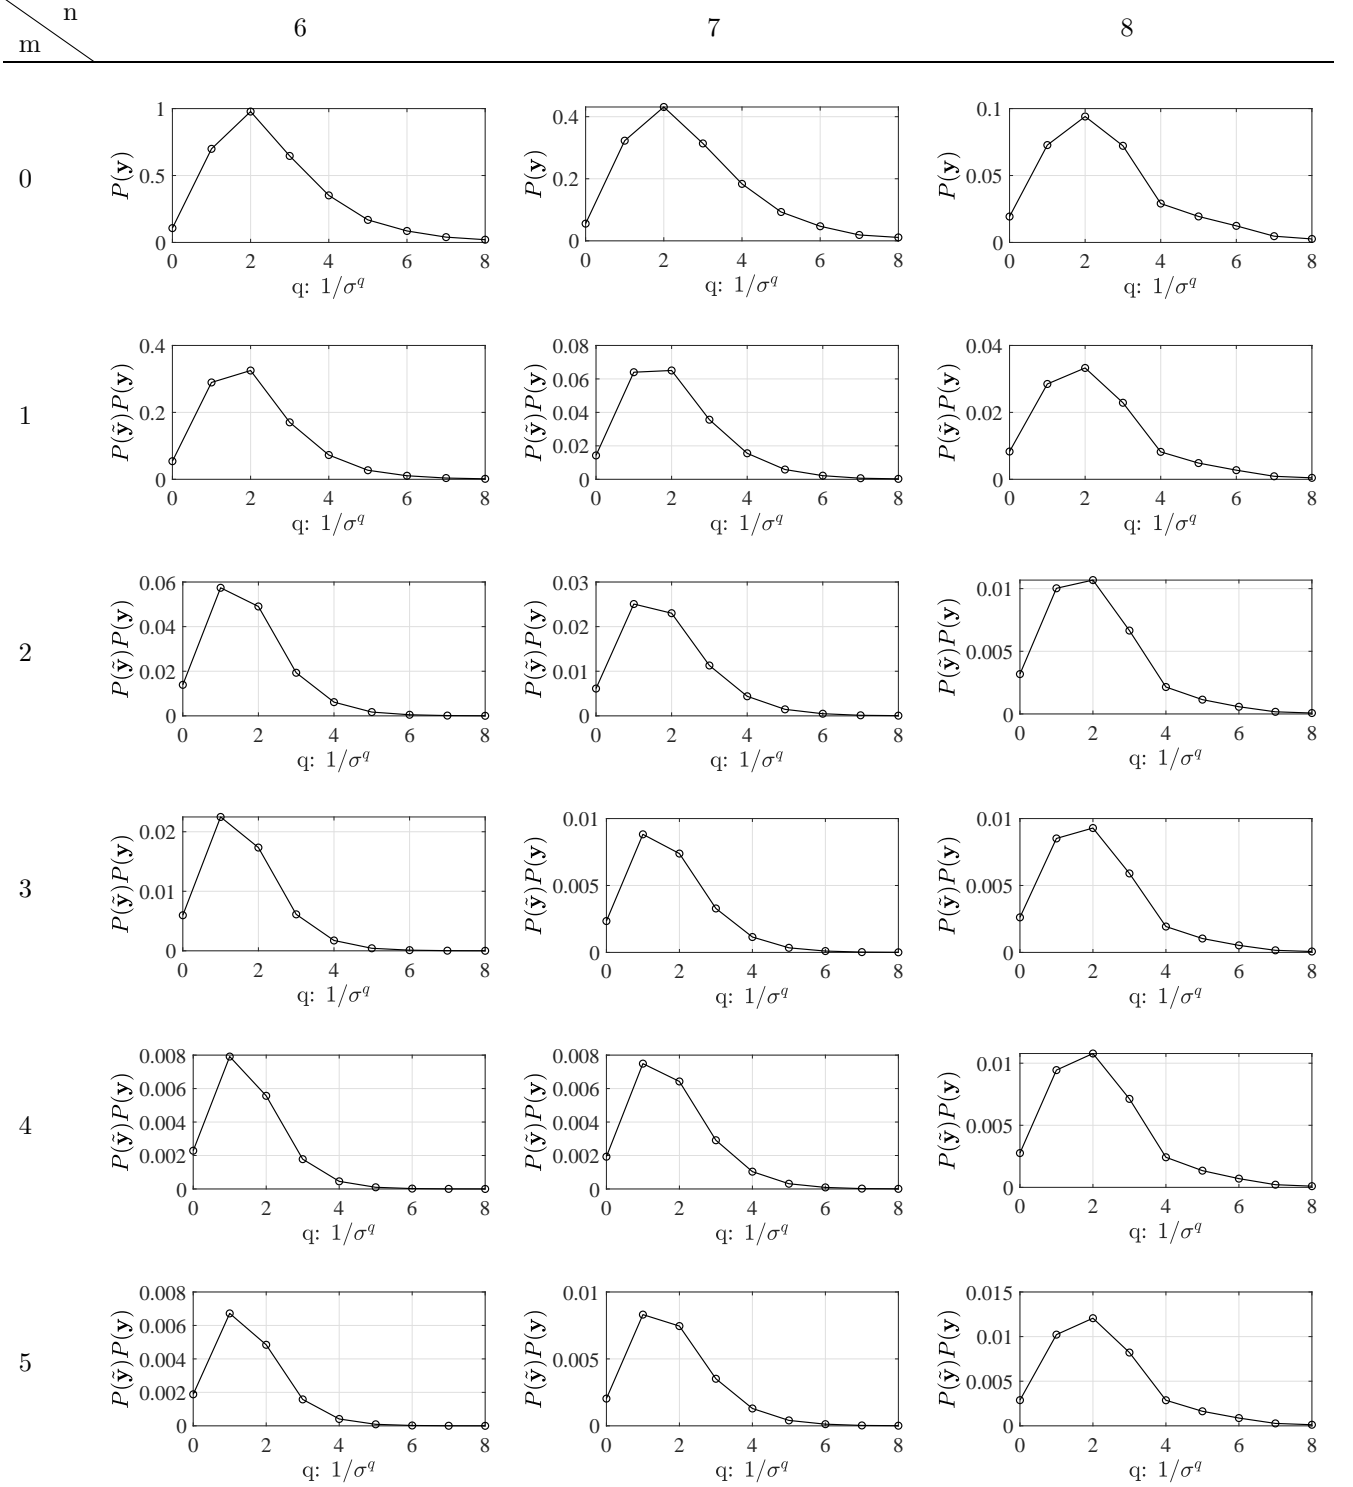 n
m
6 7 8
0
1
0.5
0
P(y)
0 2 4 6 8
q: 1/σ^q
0.4
0.2
0
P(y)
0 2 4 6 8
q: 1/σ^q
0.1
0.05
0
P(y)
0 2 4 6 8
q: 1/σ^q
1
0.4
0.2
0
P(ỹ)P(y)
0 2 4 6 8
q: 1/σ^q
0.08
0.06
0.04
0.02
0
P(ỹ)P(y)
0 2 4 6 8
q: 1/σ^q
0.04
0.02
0
P(ỹ)P(y)
0 2 4 6 8
q: 1/σ^q
2
0.06
0.04
0.02
0
P(ỹ)P(y)
0 2 4 6 8
q: 1/σ^q
0.03
0.02
0.01
0
P(ỹ)P(y)
0 2 4 6 8
q: 1/σ^q
0.01
0.005
0
P(ỹ)P(y)
0 2 4 6 8
q: 1/σ^q
3
0.02
0.01
0
P(ỹ)P(y)
0 2 4 6 8
q: 1/σ^q
0.01
0.005
0
P(ỹ)P(y)
0 2 4 6 8
q: 1/σ^q
0.01
0.005
0
P(ỹ)P(y)
0 2 4 6 8
q: 1/σ^q
4
0.008
0.006
0.004
0.002
0
P(ỹ)P(y)
0 2 4 6 8
q: 1/σ^q
0.008
0.006
0.004
0.002
0
P(ỹ)P(y)
0 2 4 6 8
q: 1/σ^q
0.01
0.005
0
P(ỹ)P(y)
0 2 4 6 8
q: 1/σ^q
5
0.008
0.006
0.004
0.002
0
P(ỹ)P(y)
0 2 4 6 8
q: 1/σ^q
0.01
0.005
0
P(ỹ)P(y)
0 2 4 6 8
q: 1/σ^q
0.015
0.01
0.005
0
P(ỹ)P(y)
0 2 4 6 8
q: 1/σ^q